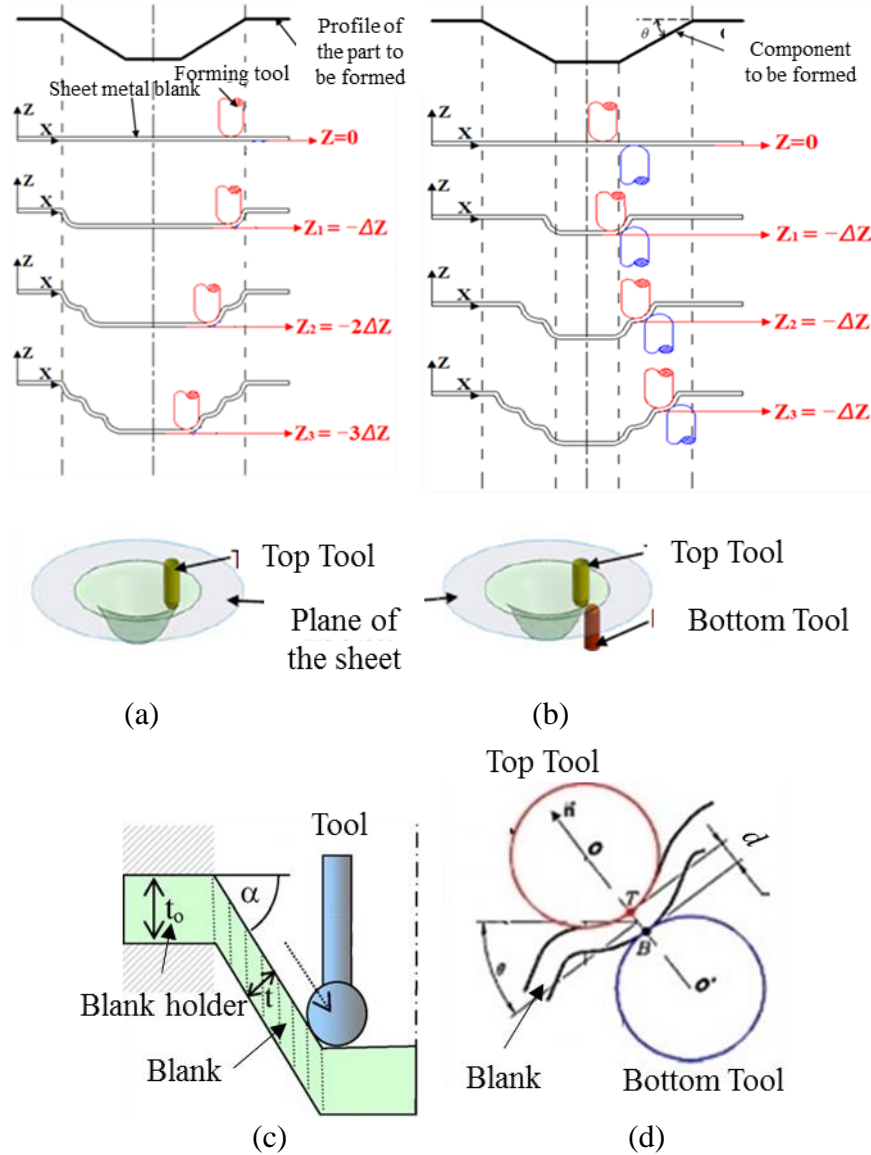 Profile of
the part to
be formed
Forming tool
Sheet metal blank
Z
X
Z=0
Z
X
Z₁ = −ΔZ
Z
X
Z₂ = −2ΔZ
Z
X
Z₃ = −3ΔZ
θ
Component
to be formed
Z
X
Z=0
Z
X
Z₁ = −ΔZ
Z
X
Z₂ = −ΔZ
Z
X
Z₃ = −ΔZ
Top Tool
Plane of
the sheet
Top Tool
Bottom Tool
(a)
(b)
Tool
α
t₀
t
Blank holder
Blank
(c)
Top Tool
n
O
d
T
B
θ
O'
Blank
Bottom Tool
(d)